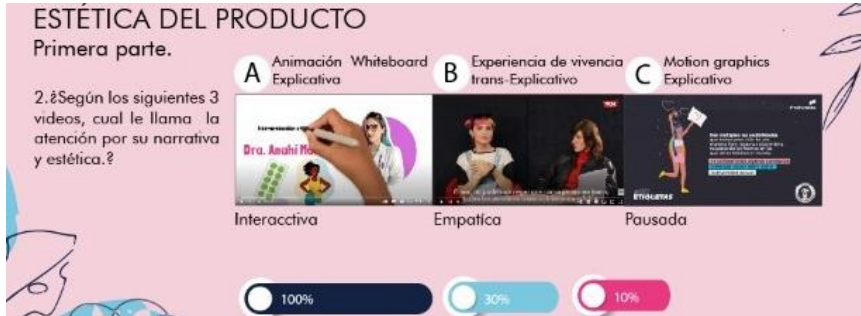 ESTÉTICA DEL PRODUCTO
Primera parte.
2.¿Según los siguientes 3
videos, cual le llama la
atención por su narrativa
y estética.?
A
Animación Whiteboard
Explicativa
B
Experiencia de vivencia
trans-Explicativo
C
Motion graphics
Explicativo
Dra. Anahí
ETIQUETAS
Interacctiva
Empatíca
Pausada
100%
30%
10%